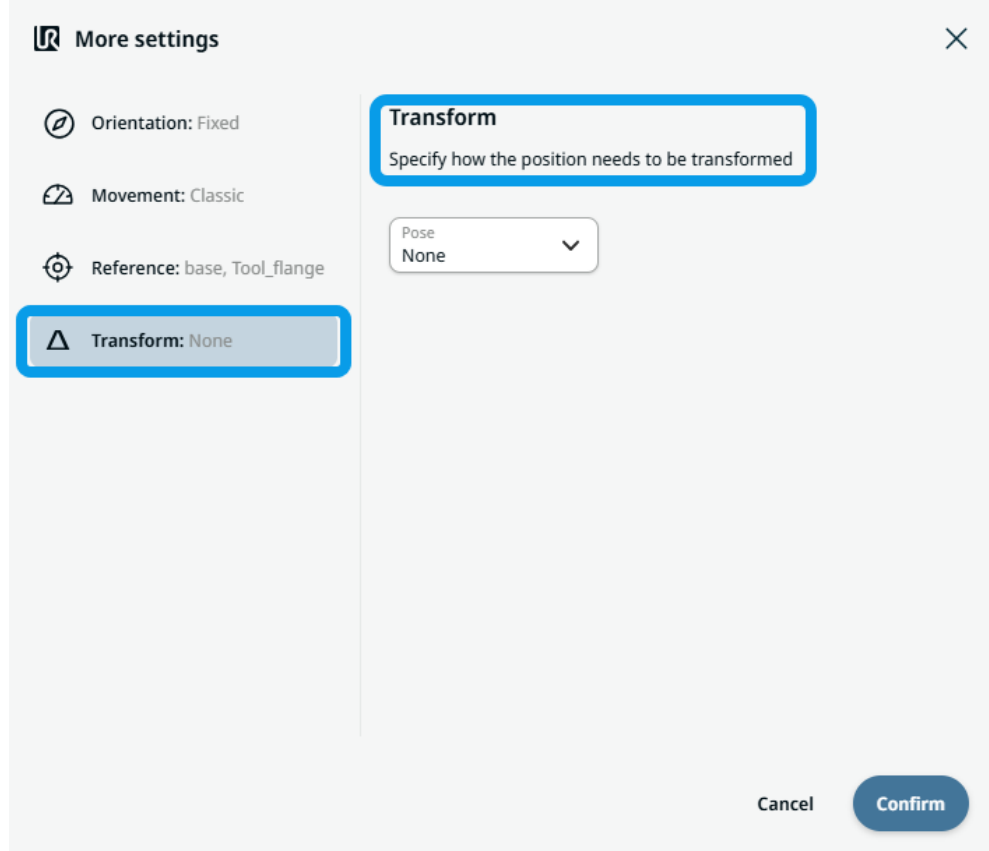 UR More settings
Orientation: Fixed
Movement: Classic
Reference: base, Tool_flange
Transform: None
Transform
Specify how the position needs to be transformed
Pose
None
Cancel
Confirm